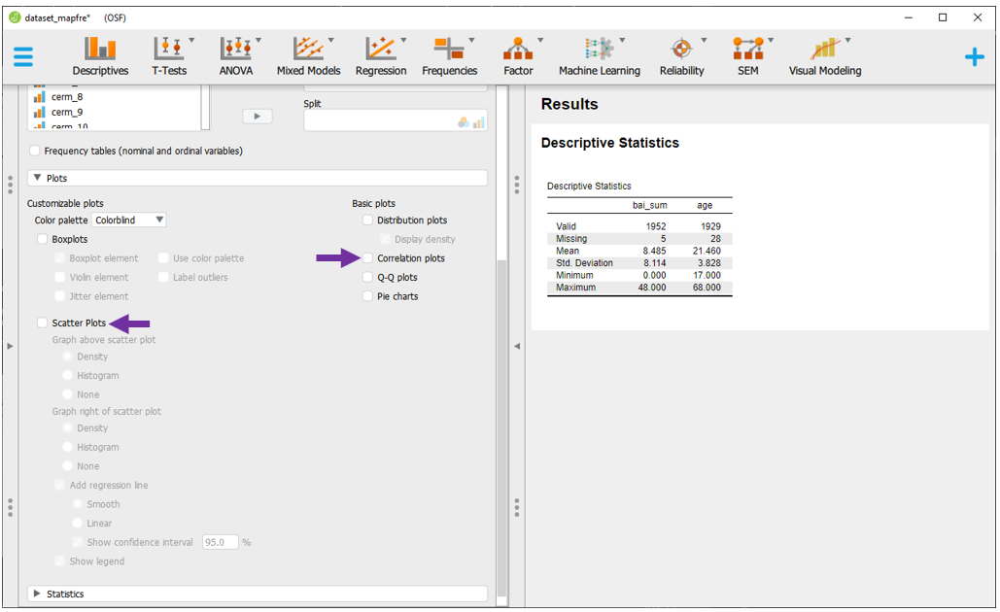 dataset_mapfre* (OSF)
Descriptives T-Tests ANOVA Mixed Models Regression Frequencies Factor Machine Learning Reliability SEM Visual Modeling
cerm_8
cerm_9
cerm_10
Split
Frequency tables (nominal and ordinal variables)
Plots
Customizable plots
Color palette Colorblind
Boxplots
Boxplot element Use color palette
Violin element Label outliers
Jitter element
Scatter Plots
Graph above scatter plot
Density
Histogram
None
Graph right of scatter plot
Density
Histogram
None
Add regression line
Smooth
Linear
Show confidence interval 95.0 %
Show legend
Basic plots
Distribution plots
Display density
Correlation plots
Q-Q plots
Pie charts
Statistics
Results
Descriptive Statistics
Descriptive Statistics
bai_sum age
Valid 1952 1929
Missing 5 28
Mean 8.485 21.460
Std. Deviation 8.114 3.828
Minimum 0.000 17.000
Maximum 48.000 68.000